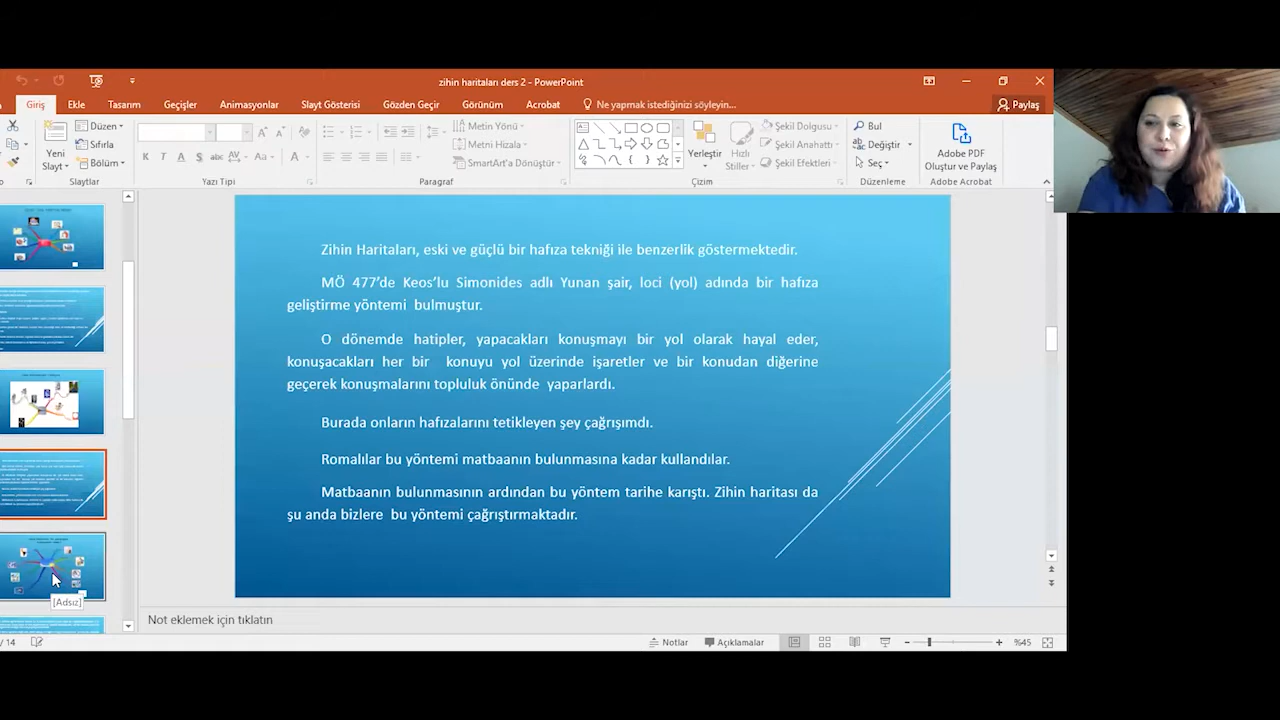 zihin haritaları ders 2 - PowerPoint
Giriş Ekle Tasarım Geçişler Animasyonlar Slayt Gösterisi Gözden Geçir Görünüm Acrobat Ne yapmak istediğinizi söyleyin... Paylaş
Yeni
Slayt
Düzen
Sıfırla
Bölüm
Slaytlar
K T A S abc AV Aa A
Yazı Tipi
Metin Yönü
Metni Hizala
SmartArt'a Dönüştür
Paragraf
Yerleştir
Hızlı
Stiller
Şekil Dolgusu
Şekil Anahattı
Şekil Efektleri
Çizim
Bul
Değiştir
Seç
Düzenleme
Adobe PDF
Oluştur ve Paylaş
Adobe Acrobat
Zihin Haritaları, eski ve güçlü bir hafıza tekniği ile benzerlik göstermektedir.
MÖ 477’de Keos’lu Simonides adlı Yunan şair, loci (yol) adında bir hafıza
geliştirme yöntemi bulmuştur.
O dönemde hatipler, yapacakları konuşmayı bir yol olarak hayal eder,
konuşacakları her bir konuyu yol üzerinde işaretler ve bir konudan diğerine
geçerek konuşmalarını topluluk önünde yaparlardı.
Burada onların hafızalarını tetikleyen şey çağrışımdı.
Romalılar bu yöntemi matbaanın bulunmasına kadar kullandılar.
Matbaanın bulunmasının ardından bu yöntem tarihe karıştı. Zihin haritası da
şu anda bizlere bu yöntemi çağrıştırmaktadır.
[Adsız]
Not eklemek için tıklatın
/ 14
Notlar Açıklamalar %45